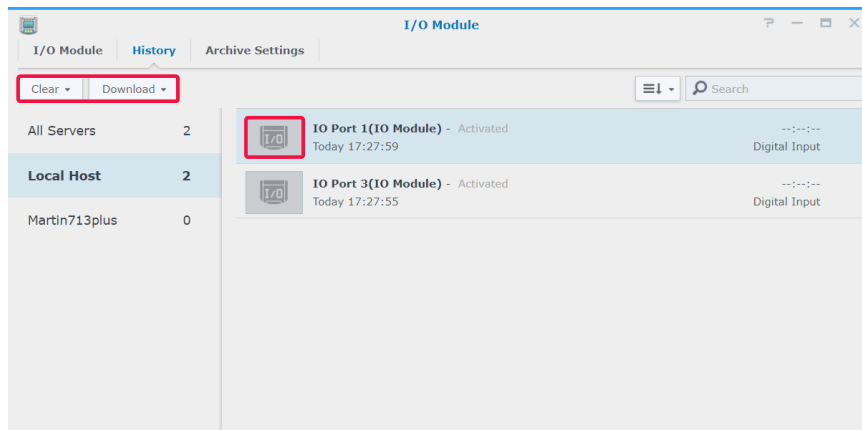 I/O Module
I/O Module History Archive Settings
Clear Download Search
All Servers 2
Local Host 2
Martin713plus 0
I/O IO Port 1(IO Module) - Activated --:--:--
Today 17:27:59 Digital Input
I/O IO Port 3(IO Module) - Activated --:--:--
Today 17:27:55 Digital Input